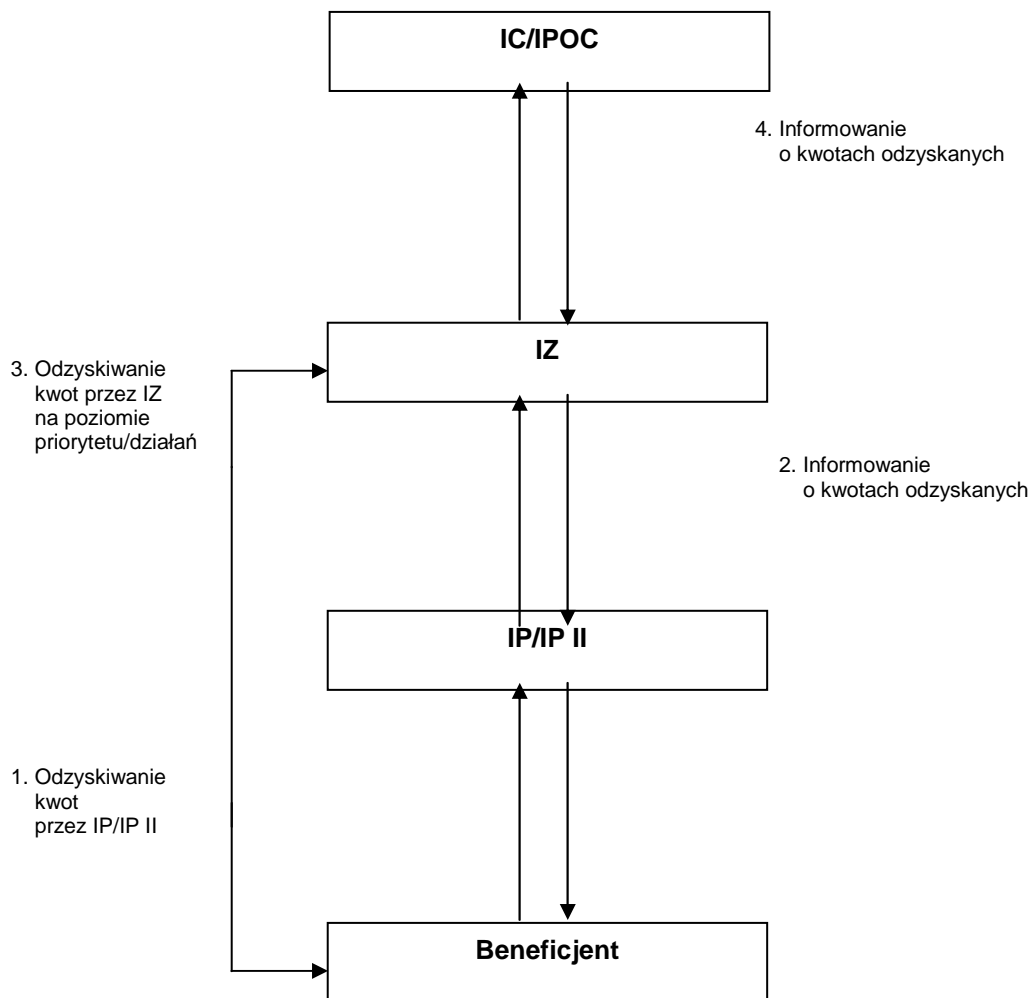 IC/IPOC
4. Informowanie
o kwotach odzyskanych
IZ
3. Odzyskiwanie
kwot przez IZ
na poziomie
priorytetu/działań
2. Informowanie
o kwotach odzyskanych
IP/IP II
1. Odzyskiwanie
kwot
przez IP/IP II
Beneficjent